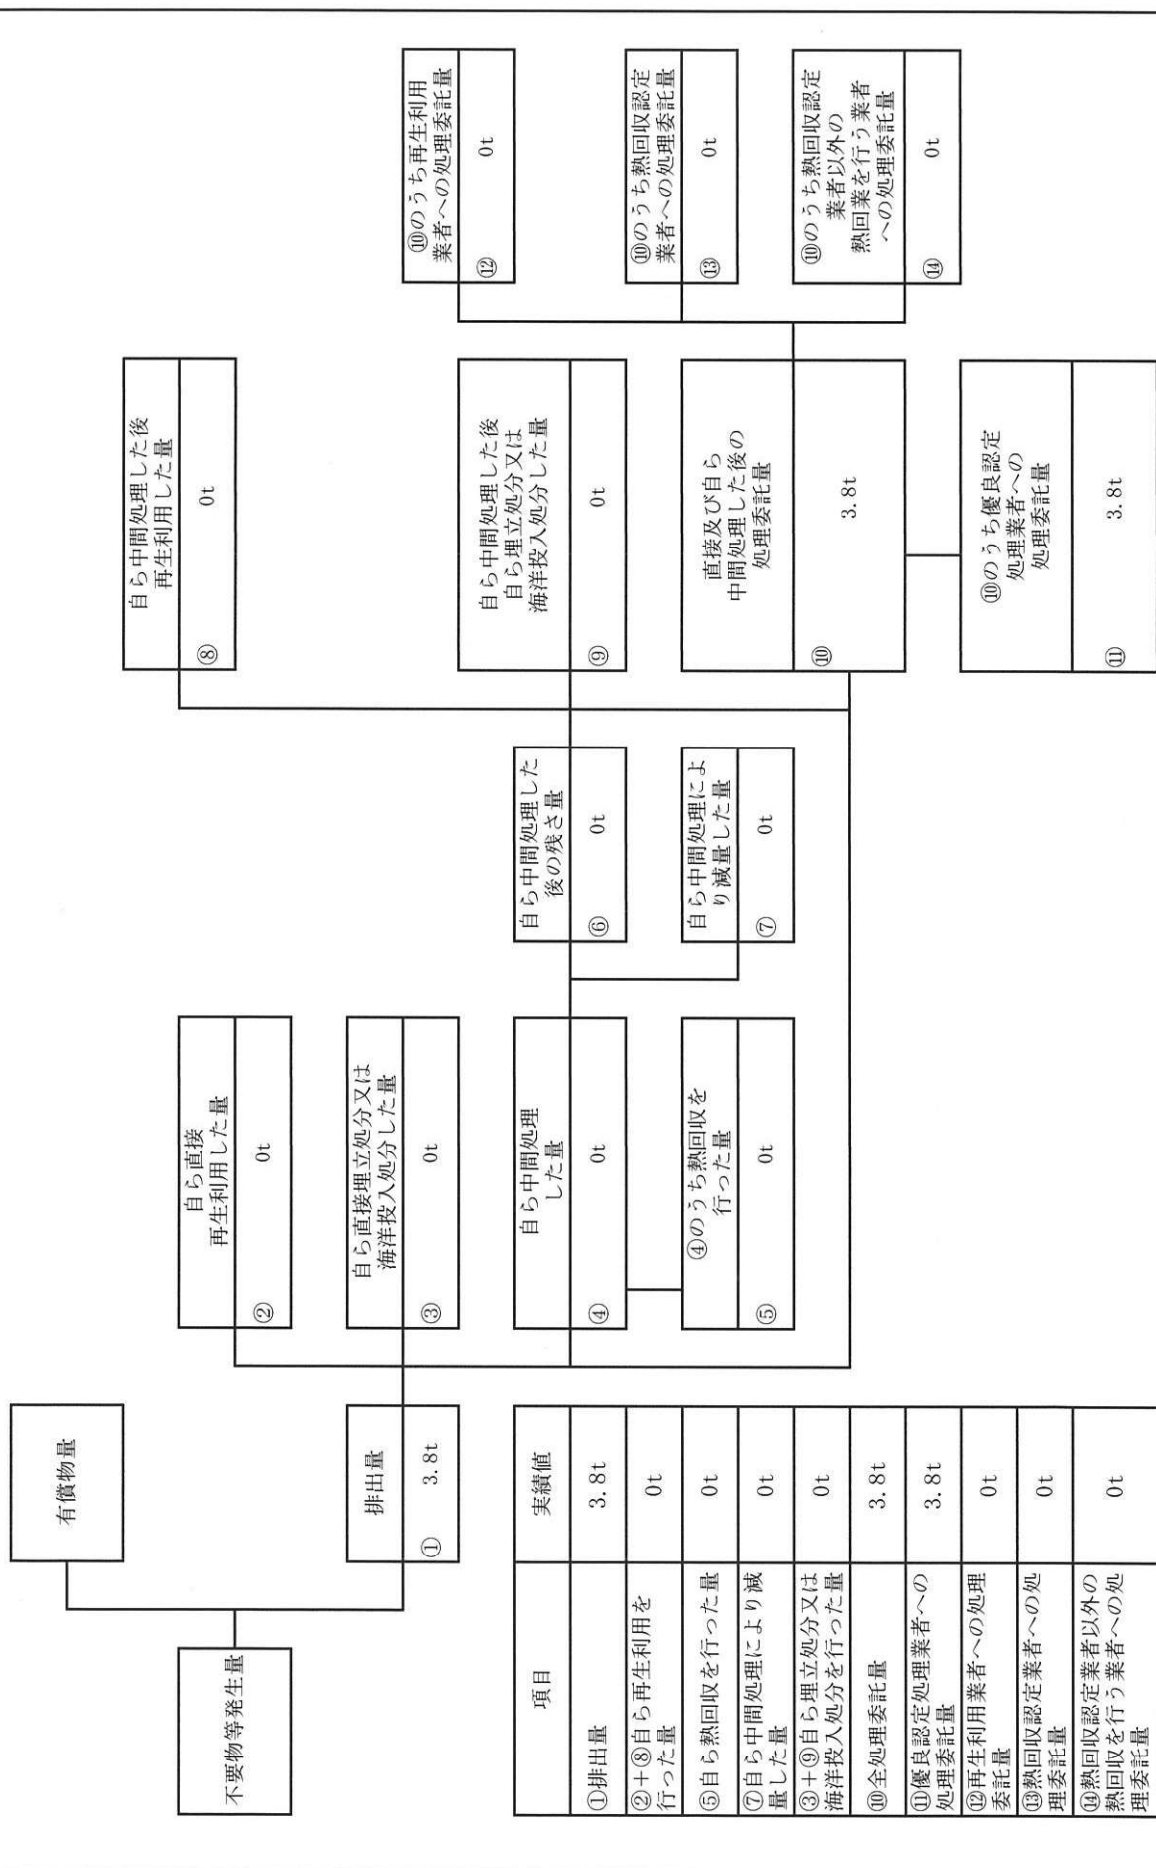 不要物等発生量
有償物量
排出量
① 3.8t
自ら直接
再生利用した量
② 0t
自ら直接埋立処分又は
海洋投入処分した量
③ 0t
自ら中間処理
した量
④ 0t
④のうち熱回収を
行った量
⑤ 0t
自ら中間処理した
後の残さ量
⑥ 0t
自ら中間処理によ
り減量した量
⑦ 0t
自ら中間処理した後
再生利用した量
⑧ 0t
自ら中間処理した後
自ら埋立処分又は
海洋投入処分した量
⑨ 0t
直接及び自ら
中間処理した後の
処理委託量
⑩ 3.8t
⑩のうち優良認定
処理業者への
処理委託量
⑪ 3.8t
⑩のうち再生利用
業者への処理委託量
⑫ 0t
⑩のうち熱回収認定
業者への処理委託量
⑬ 0t
⑩のうち熱回収認定
業者以外の
熱回業を行う業者
への処理委託量
⑭ 0t
項目 実績値
①排出量 3.8t
②+⑧自ら再生利用を
行った量 0t
⑤自ら熱回収を行った量 0t
⑦自ら中間処理により減
量した量 0t
③+⑨自ら埋立処分又は
海洋投入処分を行った量 0t
⑩全処理委託量 3.8t
⑪優良認定処理業者への
処理委託量 3.8t
⑫再生利用業者への処理
委託量 0t
⑬熱回収認定業者への処
理委託量 0t
⑭熱回収認定業者以外の
熱回収を行う業者への処
理委託量 0t